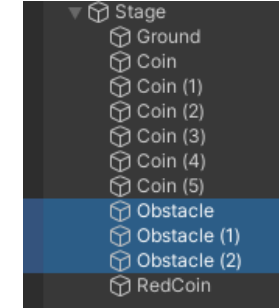 Stage
Ground
Coin
Coin (1)
Coin (2)
Coin (3)
Coin (4)
Coin (5)
Obstacle
Obstacle (1)
Obstacle (2)
RedCoin